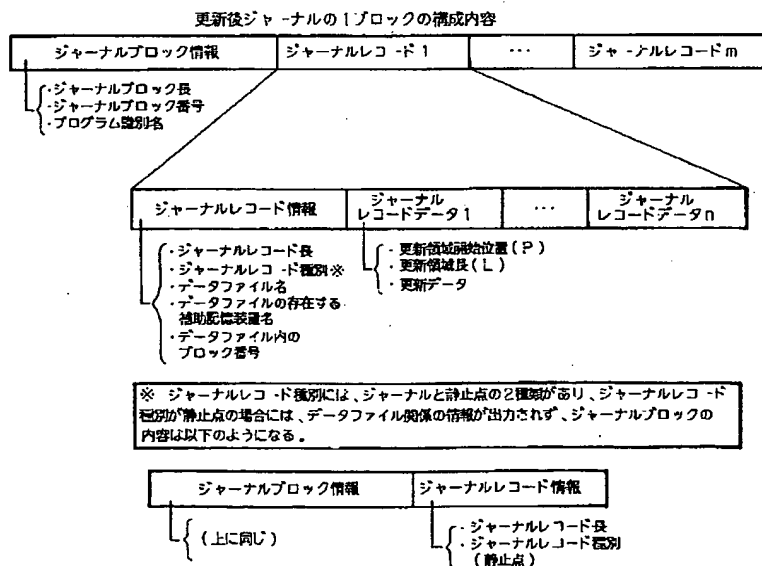 更新後ジャーナルの1ブロックの構成内容
ジャーナルブロック情報 ジャーナルレコード1 … ジャーナルレコードm
・ジャーナルブロック長
・ジャーナルブロック番号
・プログラム識別名
ジャーナルレコード情報 ジャーナルレコードデータ1 … ジャーナルレコードデータn
・ジャーナルレコード長
・ジャーナルレコード種別※
・データファイル名
・データファイルの存在する
補助記憶装置名
・データファイル内の
ブロック番号
・更新領域開始位置(P)
・更新領域長(L)
・更新データ
※ ジャーナルレコード種別には、ジャーナルと静止点の2種類があり、ジャーナルレコード
種別が静止点の場合には、データファイル関係の情報が出力されず、ジャーナルブロックの
内容は以下のようになる。
ジャーナルブロック情報 ジャーナルレコード情報
(上に同じ)
・ジャーナルレコード長
・ジャーナルレコード種別
(静止点)